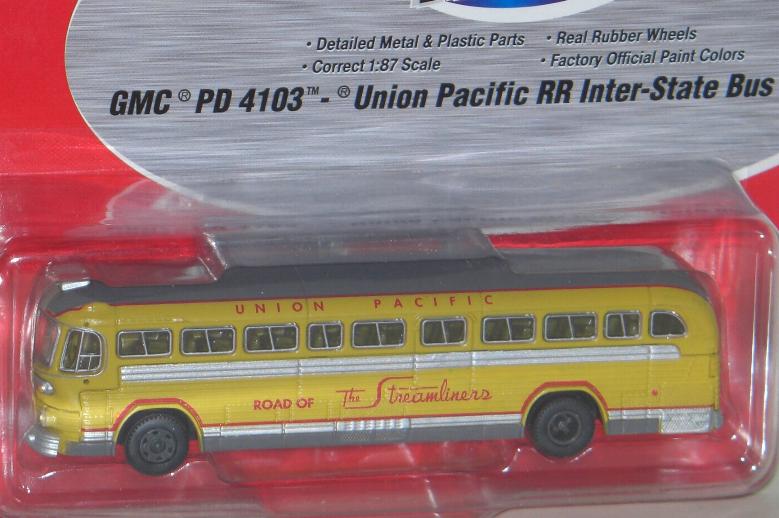 • Detailed Metal & Plastic Parts • Real Rubber Wheels
• Correct 1:87 Scale • Factory Official Paint Colors
GMC ® PD 4103™- ® Union Pacific RR Inter-State Bus
UNION PACIFIC
ROAD OF The Streamliners